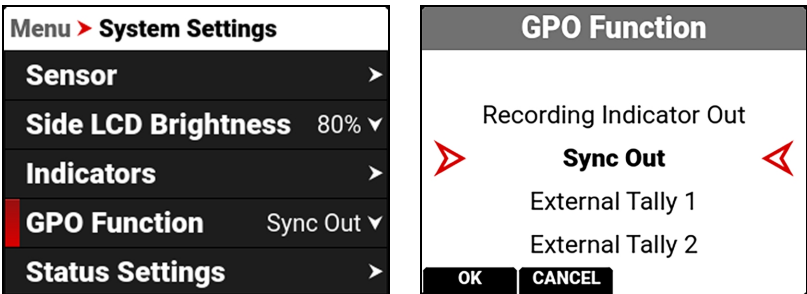 Menu > System Settings
Sensor
Side LCD Brightness 80%
Indicators
GPO Function Sync Out
Status Settings
GPO Function
Recording Indicator Out
Sync Out
External Tally 1
External Tally 2
OK CANCEL